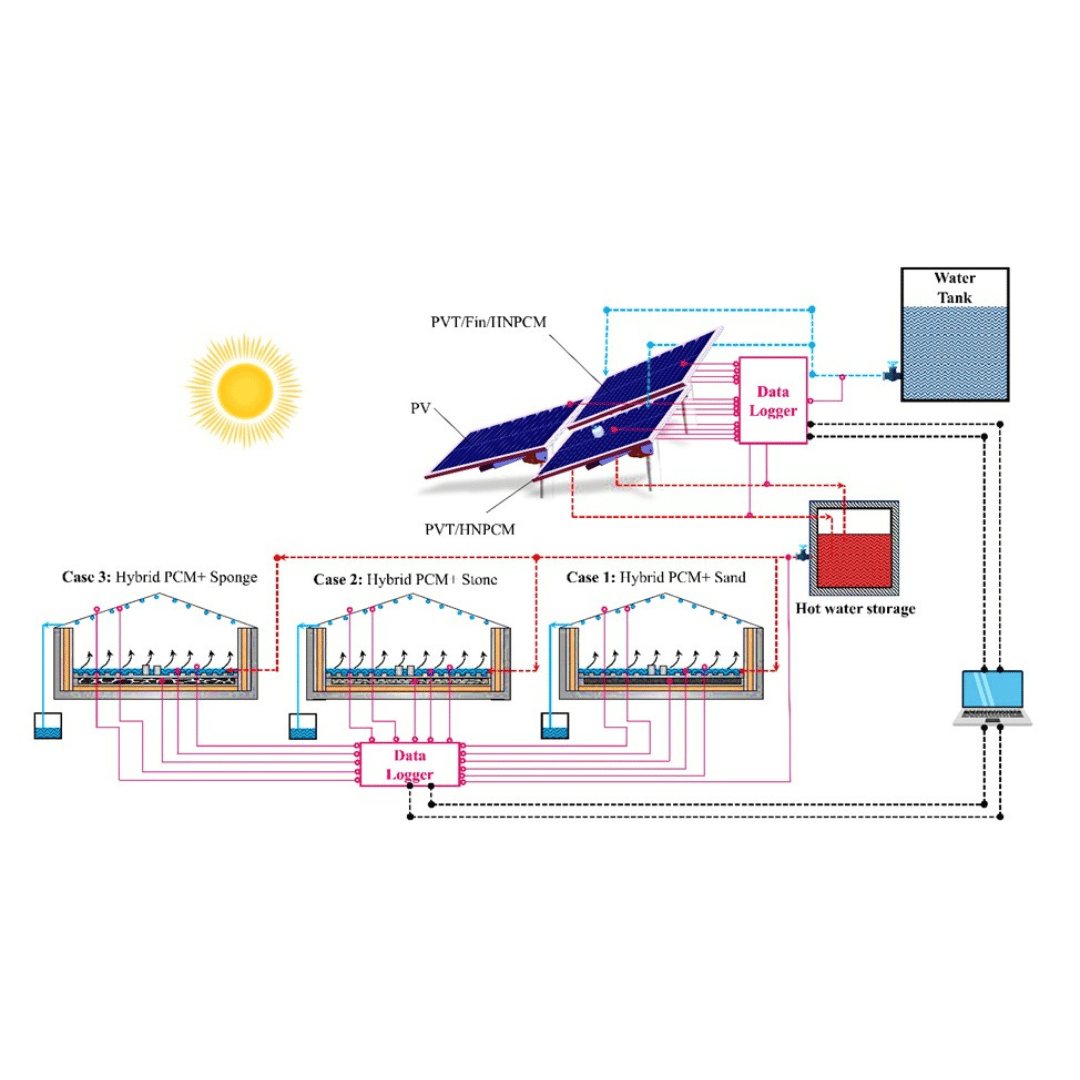 Water
Tank
PVT/Fin/HNPCM
Data
Logger
PV
PVT/HNPCM
Hot water storage
Case 3: Hybrid PCM+ Sponge
Case 2: Hybrid PCM+ Stone
Case 1: Hybrid PCM+ Sand
Data
Logger